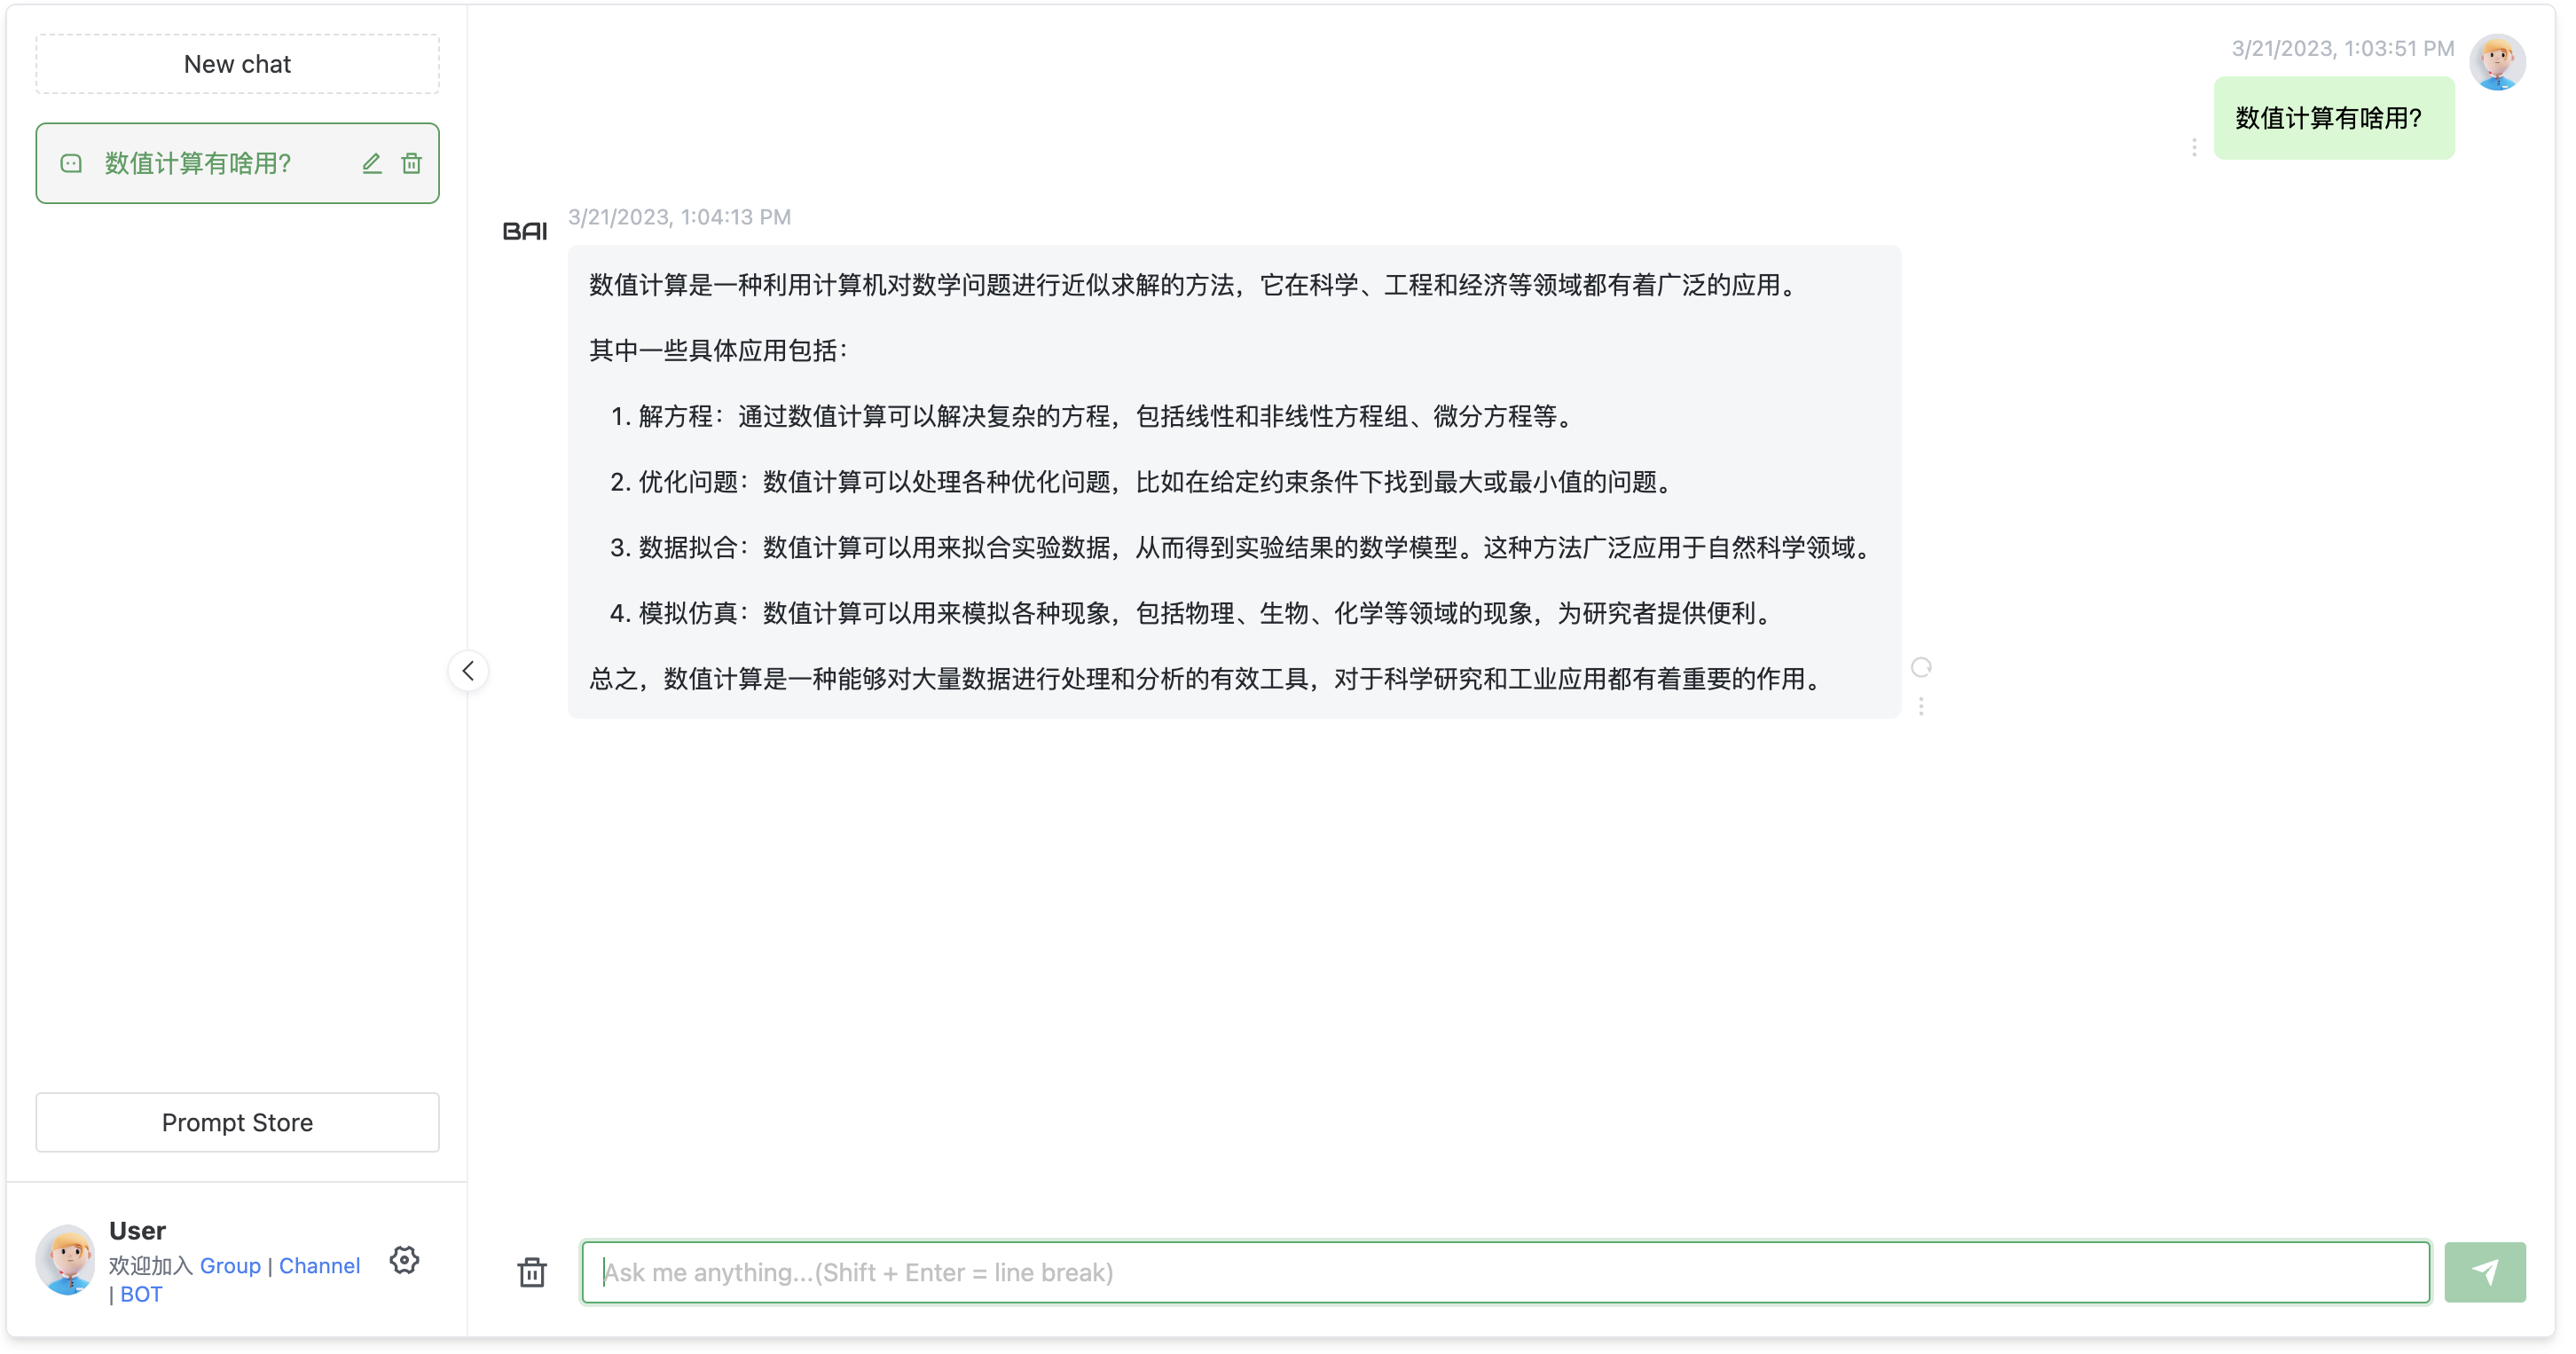 New chat
数值计算有啥用?
3/21/2023, 1:03:51 PM
数值计算有啥用?
BAI
3/21/2023, 1:04:13 PM
数值计算是一种利用计算机对数学问题进行近似求解的方法，它在科学、工程和经济等领域都有着广泛的应用。
其中一些具体应用包括：
1. 解方程：通过数值计算可以解决复杂的方程，包括线性和非线性方程组、微分方程等。
2. 优化问题：数值计算可以处理各种优化问题，比如在给定约束条件下找到最大或最小值的问题。
3. 数据拟合：数值计算可以用来拟合实验数据，从而得到实验结果的数学模型。这种方法广泛应用于自然科学领域。
4. 模拟仿真：数值计算可以用来模拟各种现象，包括物理、生物、化学等领域的现象，为研究者提供便利。
总之，数值计算是一种能够对大量数据进行处理和分析的有效工具，对于科学研究和工业应用都有着重要的作用。
Prompt Store
User
欢迎加入 Group | Channel
| BOT
Ask me anything...(Shift + Enter = line break)